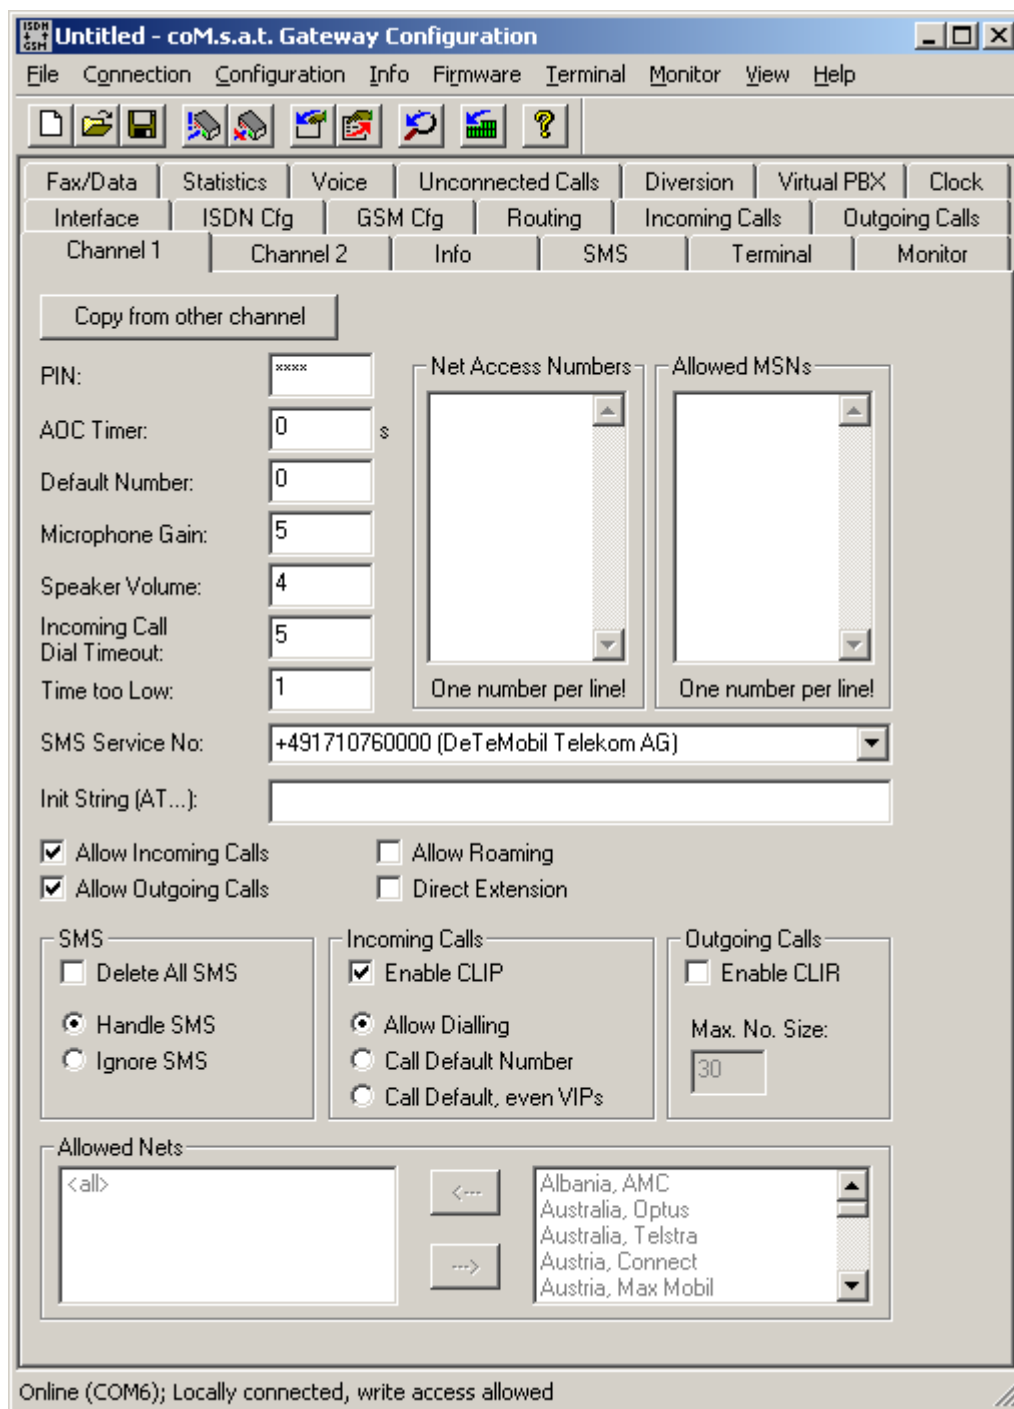 ISDN
GSM
Untitled - coM.s.a.t. Gateway Configuration
File Connection Configuration Info Firmware Terminal Monitor View Help
Fax/Data Statistics Voice Unconnected Calls Diversion Virtual PBX Clock
Interface ISDN Cfg GSM Cfg Routing Incoming Calls Outgoing Calls
Channel 1 Channel 2 Info SMS Terminal Monitor
Copy from other channel
PIN: xxxx
AOC Timer: 0 s
Default Number: 0
Microphone Gain: 5
Speaker Volume: 4
Incoming Call
Dial Timeout: 5
Time too Low: 1
Net Access Numbers
One number per line!
Allowed MSNs
One number per line!
SMS Service No: +491710760000 (DeTeMobil Telekom AG)
Init String (AT...):
Allow Incoming Calls Allow Roaming
Allow Outgoing Calls Direct Extension
SMS
Delete All SMS
Handle SMS
Ignore SMS
Incoming Calls
Enable CLIP
Allow Dialling
Call Default Number
Call Default, even VIPs
Outgoing Calls
Enable CLIR
Max. No. Size:
30
Allowed Nets
<all>
<---
--->
Albania, AMC
Australia, Optus
Australia, Telstra
Austria, Connect
Austria, Max Mobil
Online (COM6); Locally connected, write access allowed